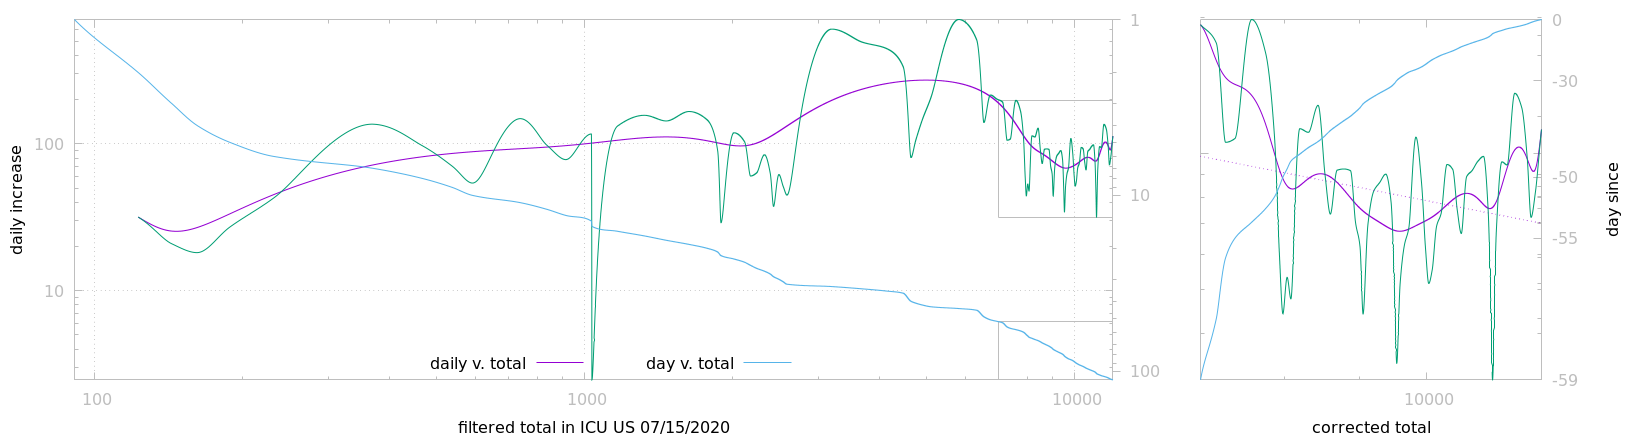 daily increase
100
10
daily v. total
day v. total
100
1000
10000
filtered total in ICU US 07/15/2020
1
10
100
0
-30
-50
-55
-59
day since
10000
corrected total